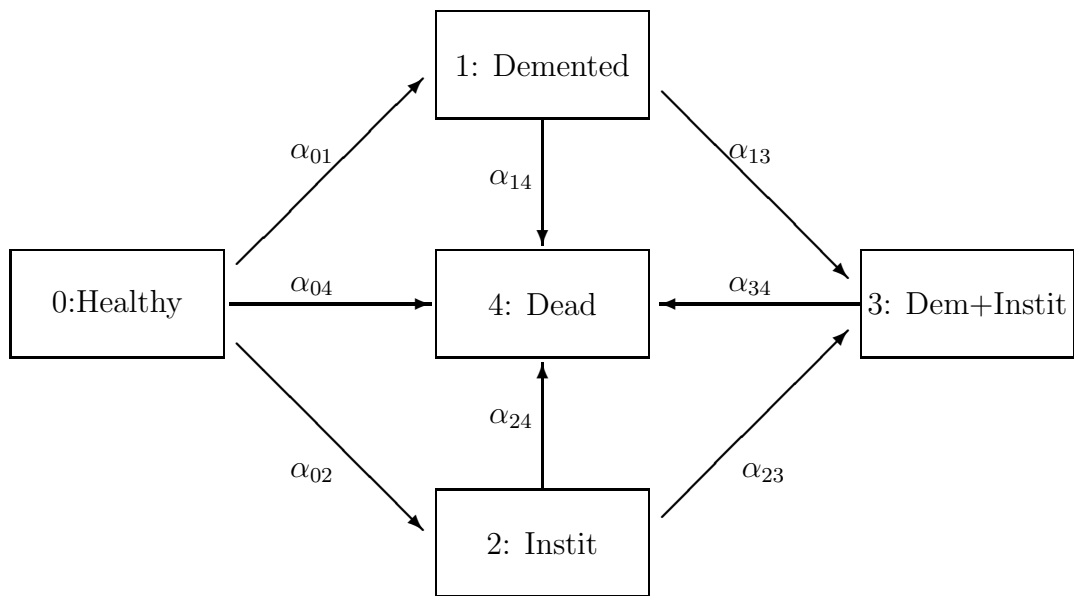 1: Demented
α₀₁
α₁₄
α₁₃
0:Healthy
α₀₄
4: Dead
α₃₄
3: Dem+Instit
α₂₄
α₀₂
α₂₃
2: Instit